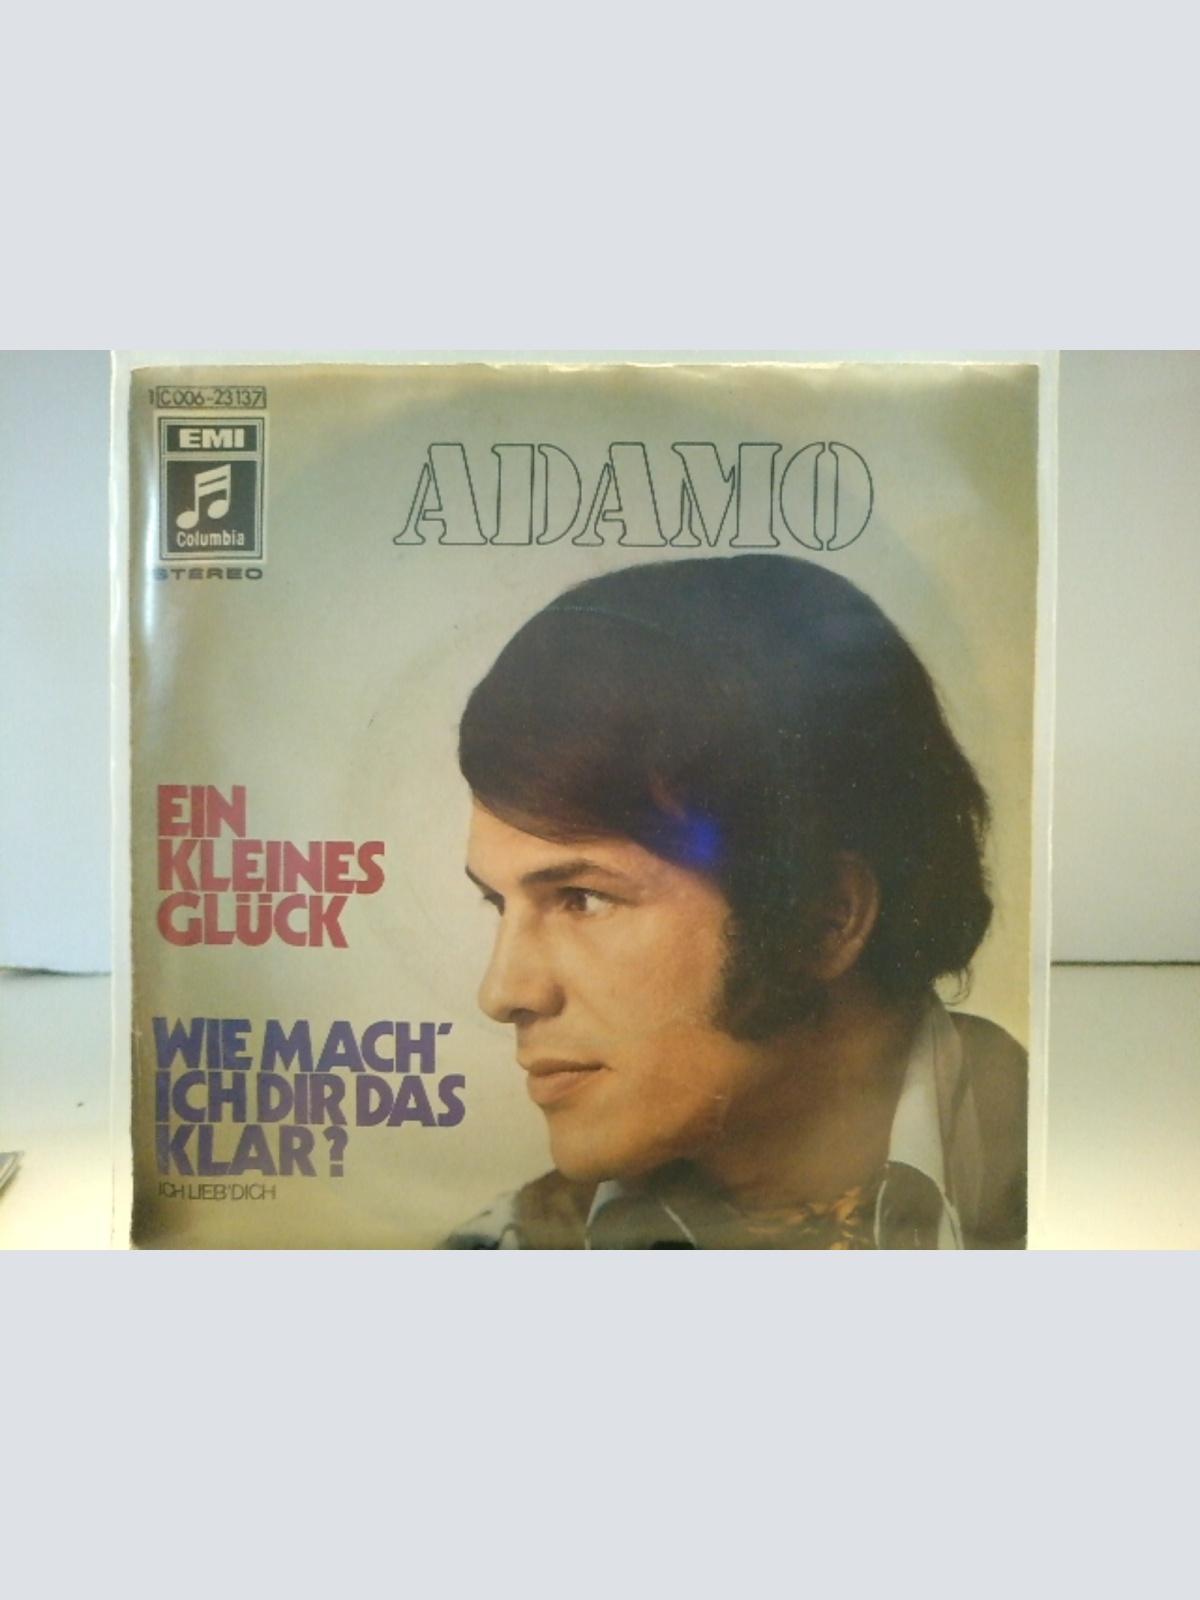 1C006-23137
EMI
Columbia
STEREO
ADAMO
EIN
KLEINES
GLÜCK
WIE MACH'
ICH DIR DAS
KLAR?
ICH LIEB' DICH